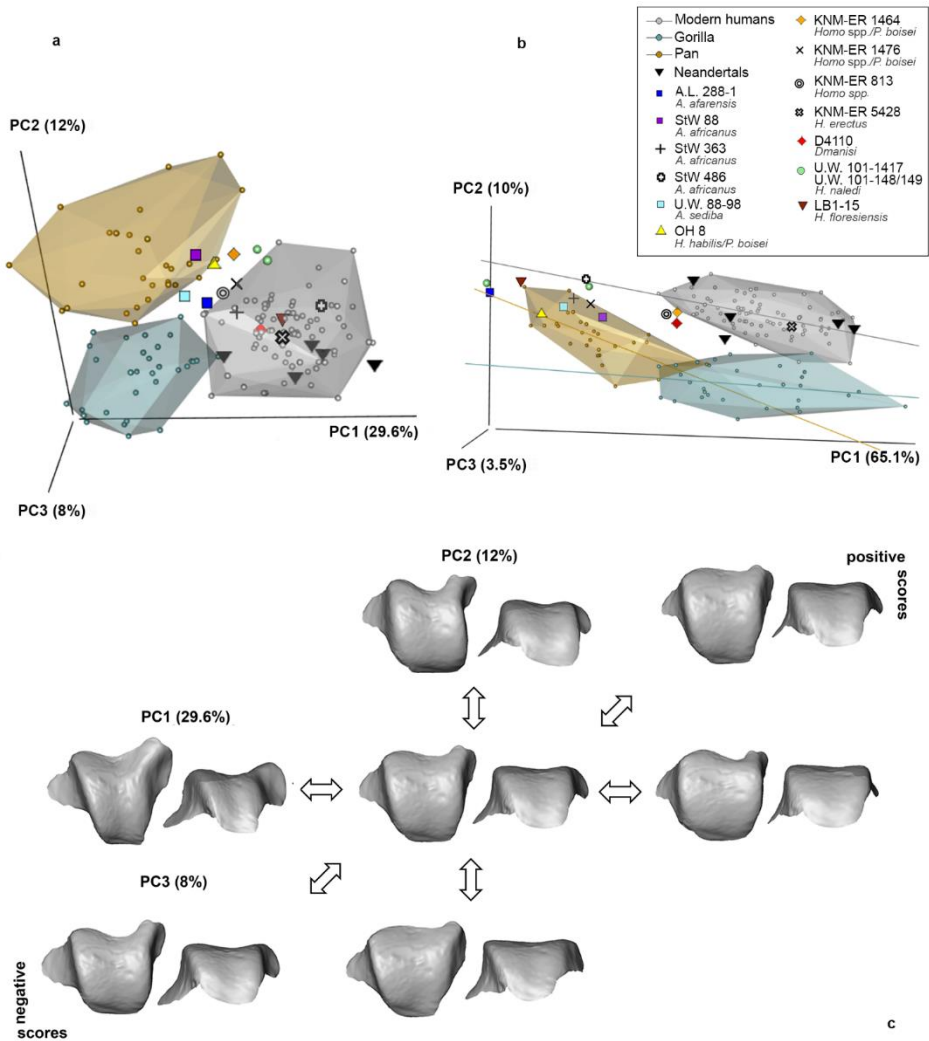 a
b
Modern humans
Gorilla
Pan
Neandertals
A.L. 288-1
A. afarensis
StW 88
A. africanus
StW 363
A. africanus
StW 486
A. africanus
U.W. 88-98
A. sediba
OH 8
H. habilis/P. boisei
KNM-ER 1464
Homo spp./P. boisei
KNM-ER 1476
Homo spp./P. boisei
KNM-ER 813
Homo spp.
KNM-ER 5428
H. erectus
D4110
Dmanisi
U.W. 101-1417
U.W. 101-148/149
H. naledi
LB1-15
H. floresiensis
PC2 (12%)
PC1 (29.6%)
PC3 (8%)
PC2 (10%)
PC3 (3.5%)
PC1 (65.1%)
PC2 (12%)
positive
scores
PC1 (29.6%)
PC3 (8%)
negative
scores
c